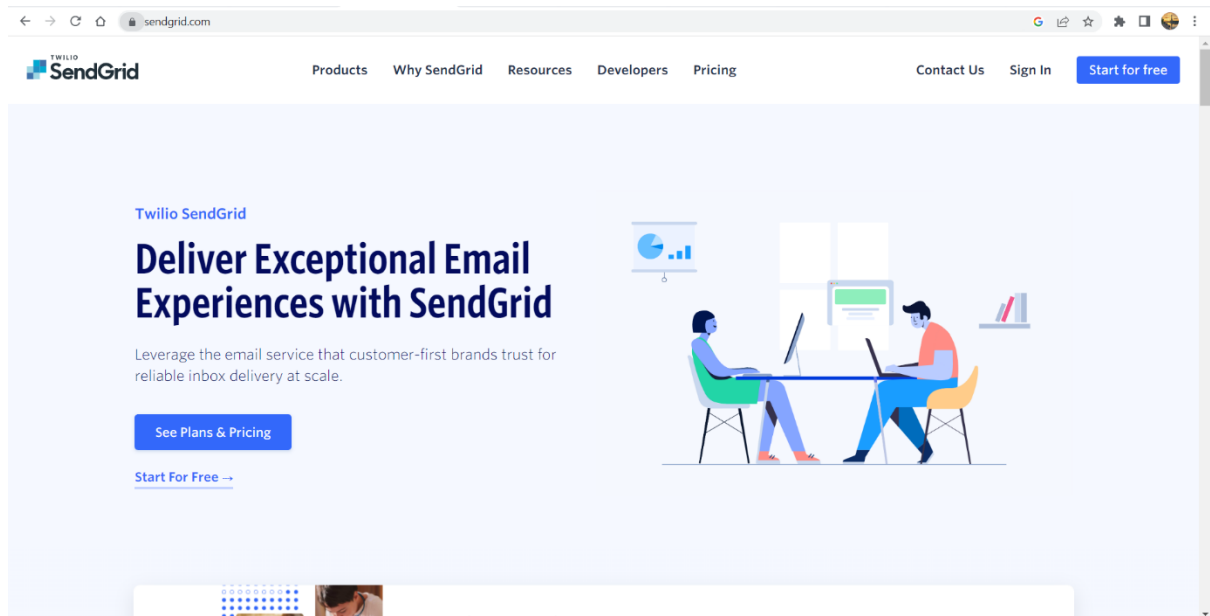 sendgrid.com
TWILIO
SendGrid
Products Why SendGrid Resources Developers Pricing Contact Us Sign In Start for free
Twilio SendGrid
Deliver Exceptional Email
Experiences with SendGrid
Leverage the email service that customer-first brands trust for
reliable inbox delivery at scale.
See Plans & Pricing
Start For Free →